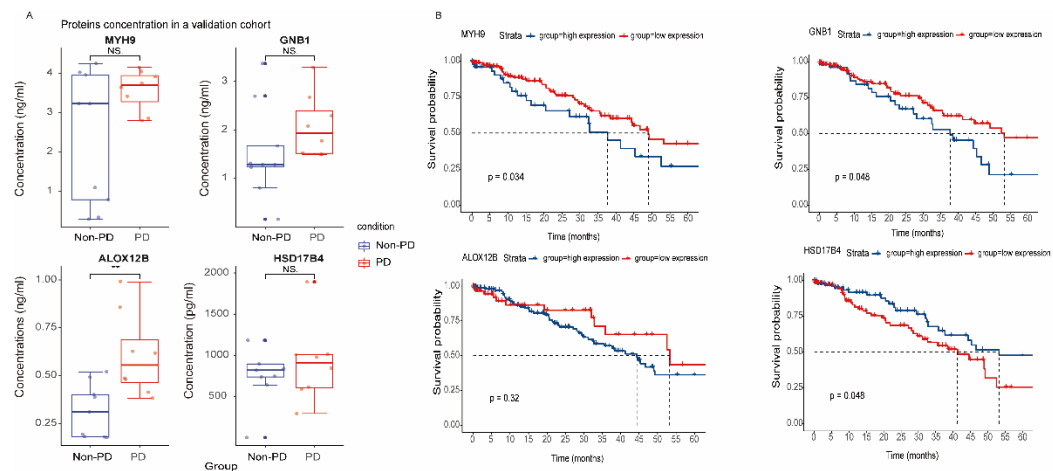 A
Proteins concentration in a validation cohort
MYH9
NS.
Concentration (ng/ml)
4
3
2
1
Non-PD PD
GNB1
NS.
Concentration (ng/ml)
3
2
1
Non-PD PD
condition
Non-PD
PD
ALOX12B
**
Concentrations (ng/ml)
1.00
0.75
0.50
0.25
Non-PD PD
HSD17B4
NS.
Concentration (pg/ml)
2000
1500
1000
500
0
Non-PD PD
Group
B
MYH9 Strata group=high expression group=low expression
Survival probability
1.00
0.75
0.50
0.25
0.00
p = 0.034
0 5 10 15 20 25 30 35 40 45 50 55 60
Time (months)
GNB1 Strata group=high expression group=low expression
Survival probability
1.00
0.75
0.50
0.25
0.00
p = 0.048
0 5 10 15 20 25 30 35 40 45 50 55 60
Time (months)
ALOX12B Strata group=high expression group=low expression
Survival probability
1.00
0.75
0.50
0.25
0.00
p = 0.32
0 5 10 15 20 25 30 35 40 45 50 55 60
Time (months)
HSD17B4
Strata group=high expression group=low expression
Survival probability
1.00
0.75
0.50
0.25
0.00
p = 0.048
0 5 10 15 20 25 30 35 40 45 50 55 60
Time (months)